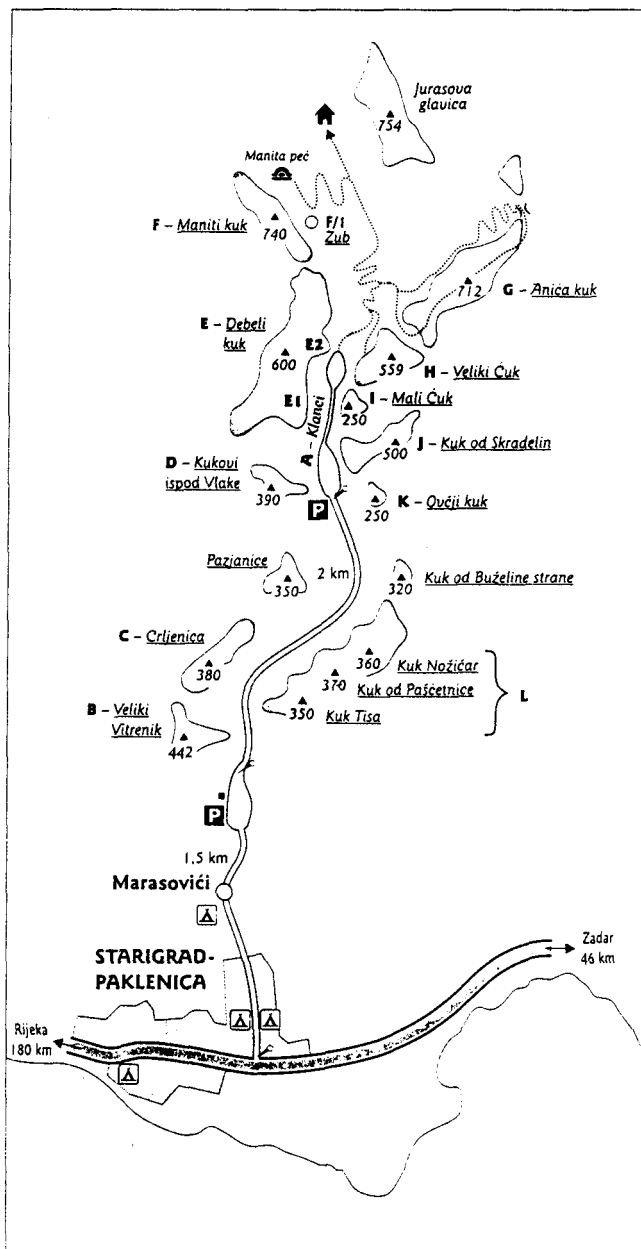 Jurasova
glavica
754
Manita peć
F – Maniti kuk
740
F/1
Zub
712
G – Anića kuk
E – Debeli
kuk
600
E2
E1
559
H – Veliki Ćuk
I – Mali Ćuk
250
A – Klanci
J – Kuk od Skradelin
500
D – Kukovi
ispod Vlake
390
P
K – Ovčji kuk
250
Pazjanice
350
2 km
320
Kuk od Buželine strane
C – Crljenica
380
360
Kuk Nožičar
370
Kuk od Pašćetnice
350
Kuk Tisa
L
B – Veliki
Vitrenik
442
P
1,5 km
Marasovići
STARIGRAD-
PAKLENICA
Zadar
46 km
Rijeka
180 km